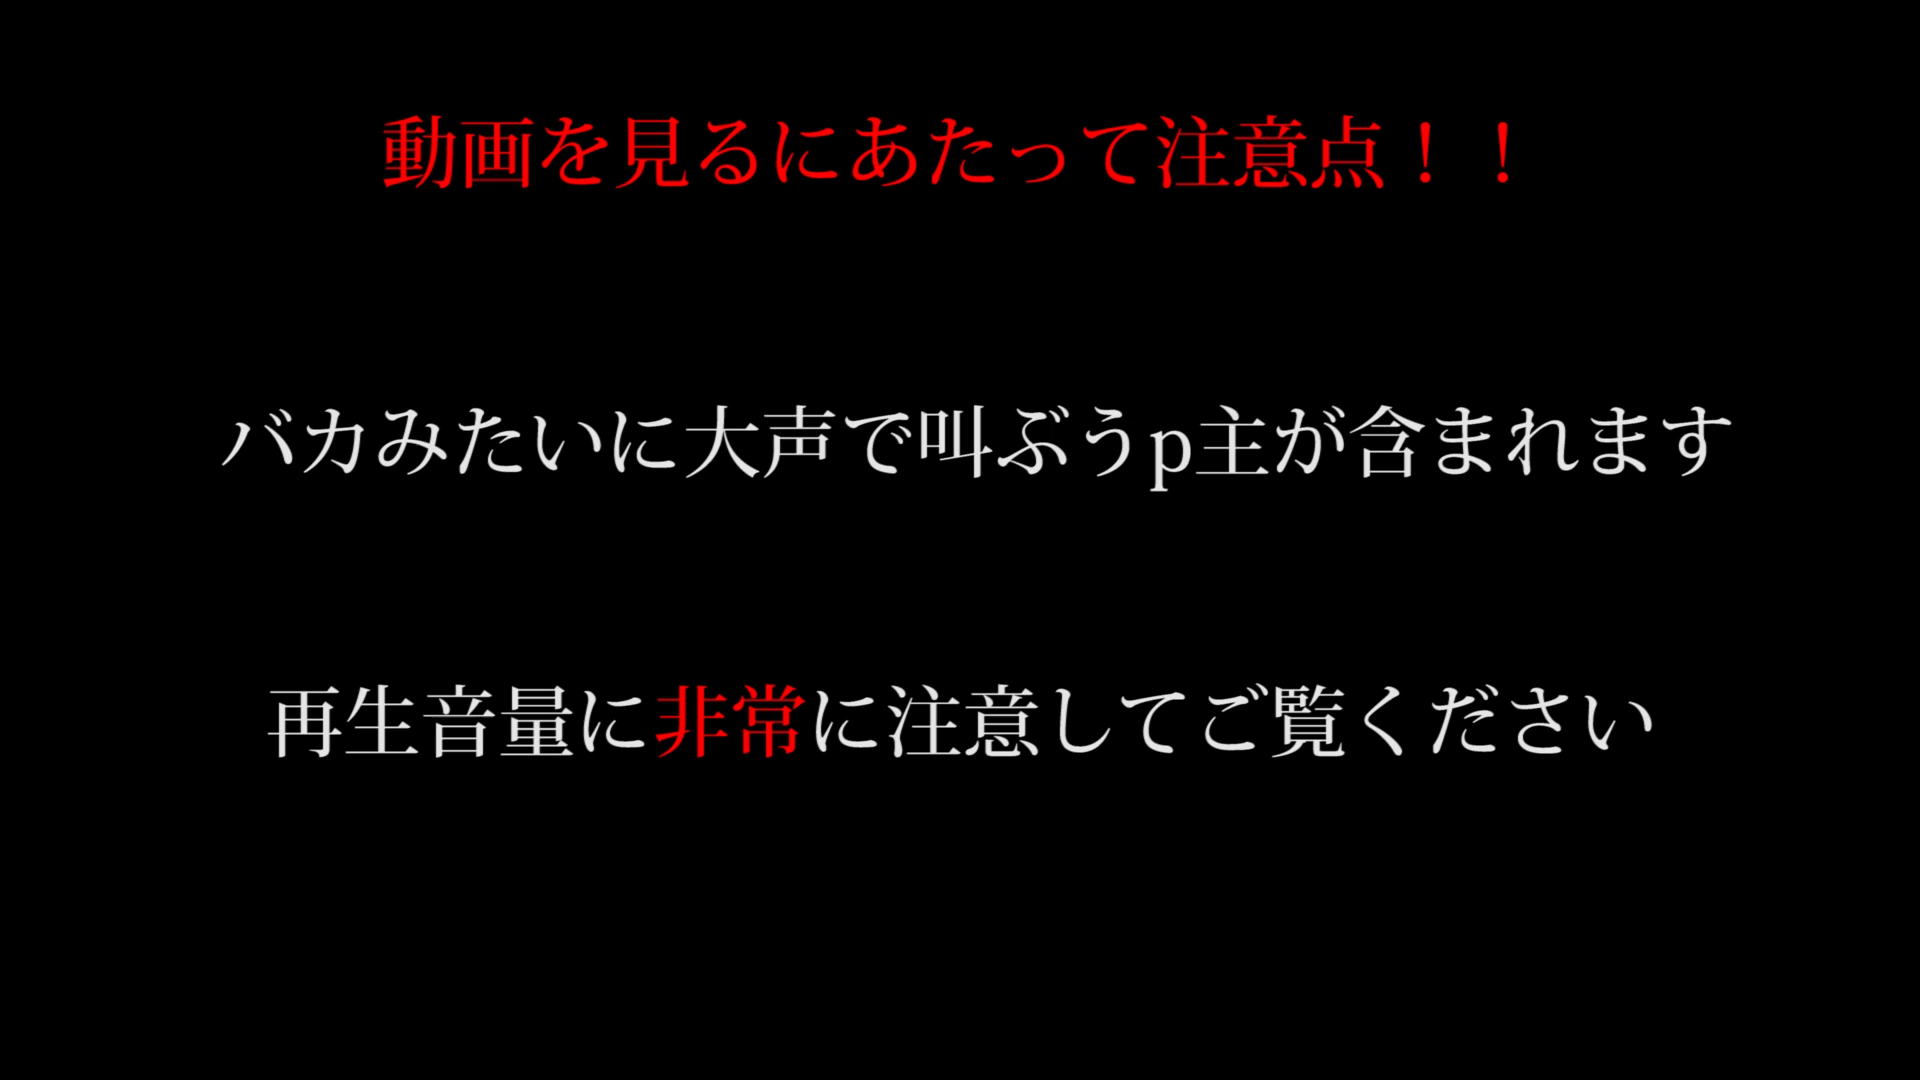 動画を見るにあたって注意点！！
バカみたいに大声で叫ぶうp主が含まれます
再生音量に非常に注意してご覧ください